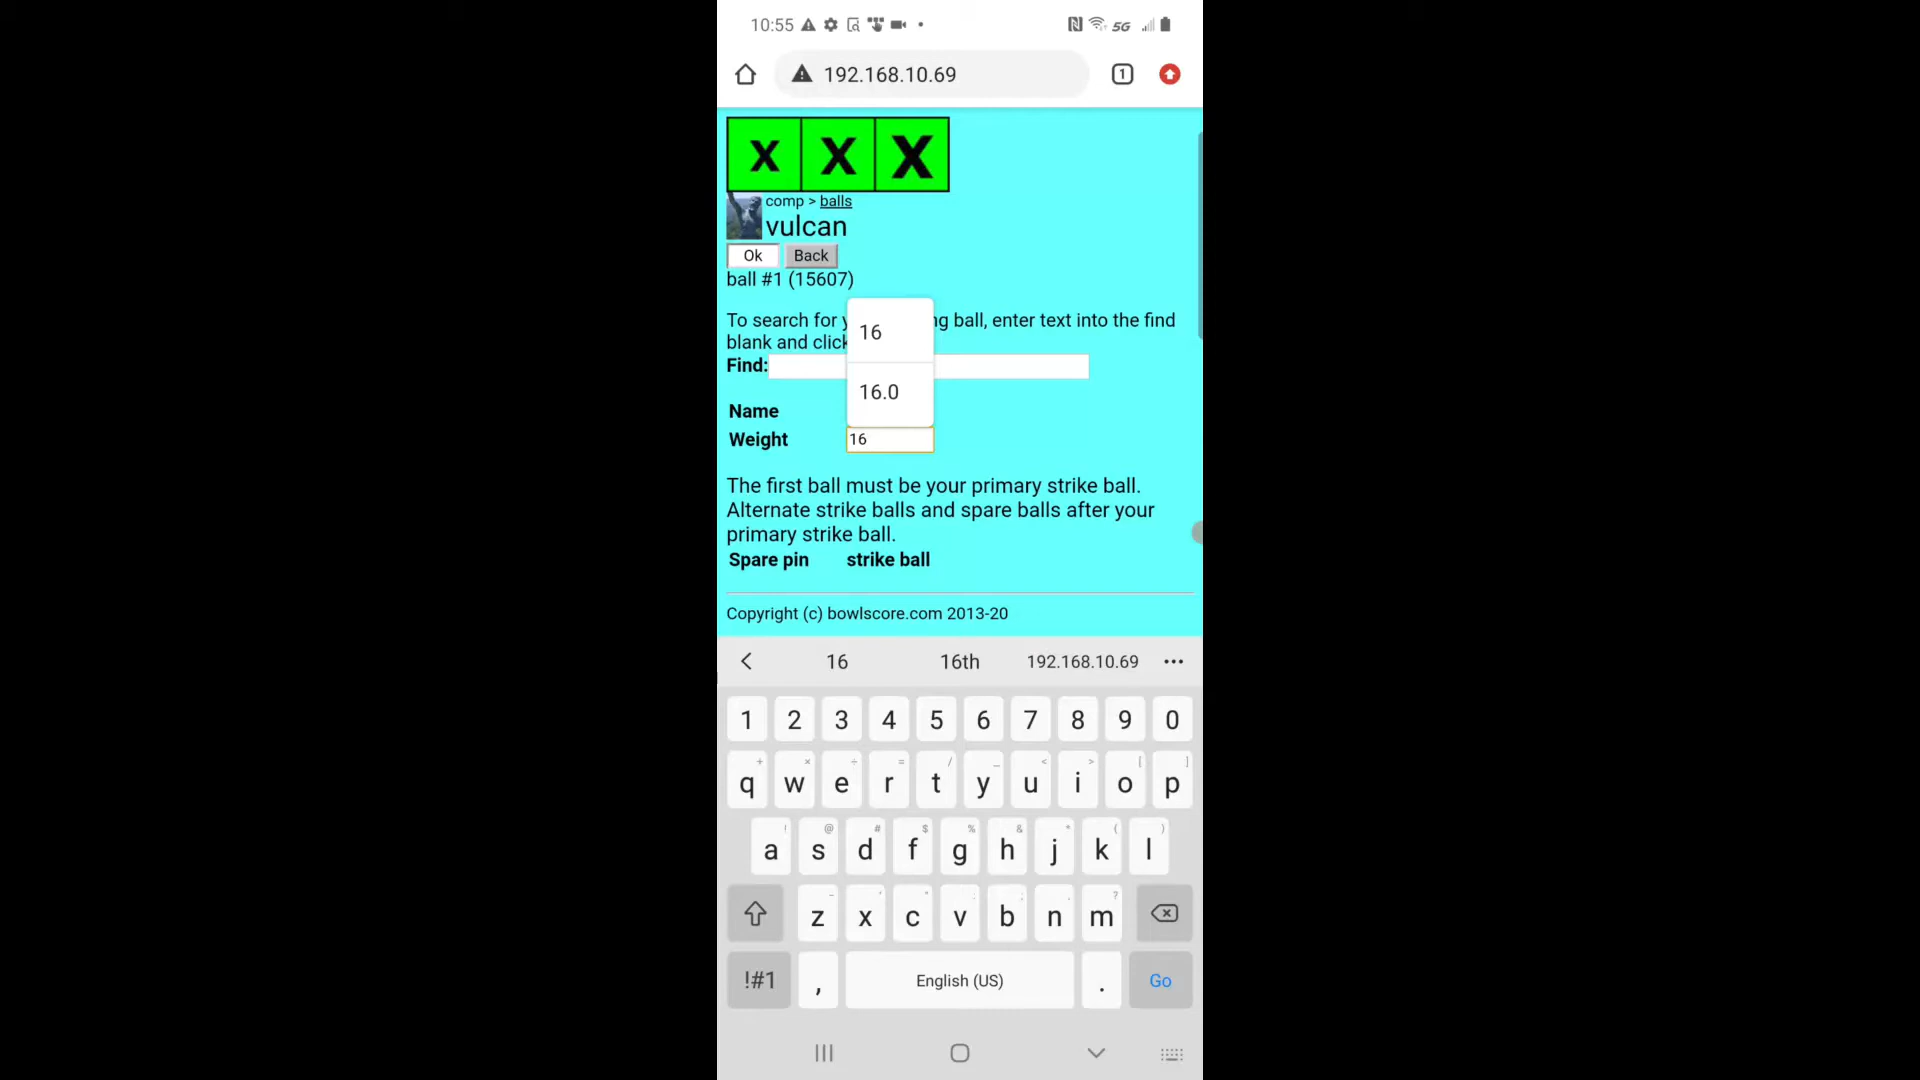 10:55 5G
192.168.10.69 1
X X X
comp > balls
vulcan
Ok Back
ball #1 (15607)
To search for y ng ball, enter text into the find
blank and click
Find:
16
16.0
Name
Weight 16
The first ball must be your primary strike ball.
Alternate strike balls and spare balls after your
primary strike ball.
Spare pin strike ball
Copyright (c) bowlscore.com 2013-20
16 16th 192.168.10.69 •••
1 2 3 4 5 6 7 8 9 0
+ × ÷ = / _ < > [ ]
q w e r t y u i o p
! @ # $ % & * ( )
a s d f g h j k l
- ' " : ; , ?
z x c v b n m
!#1 , English (US) . Go